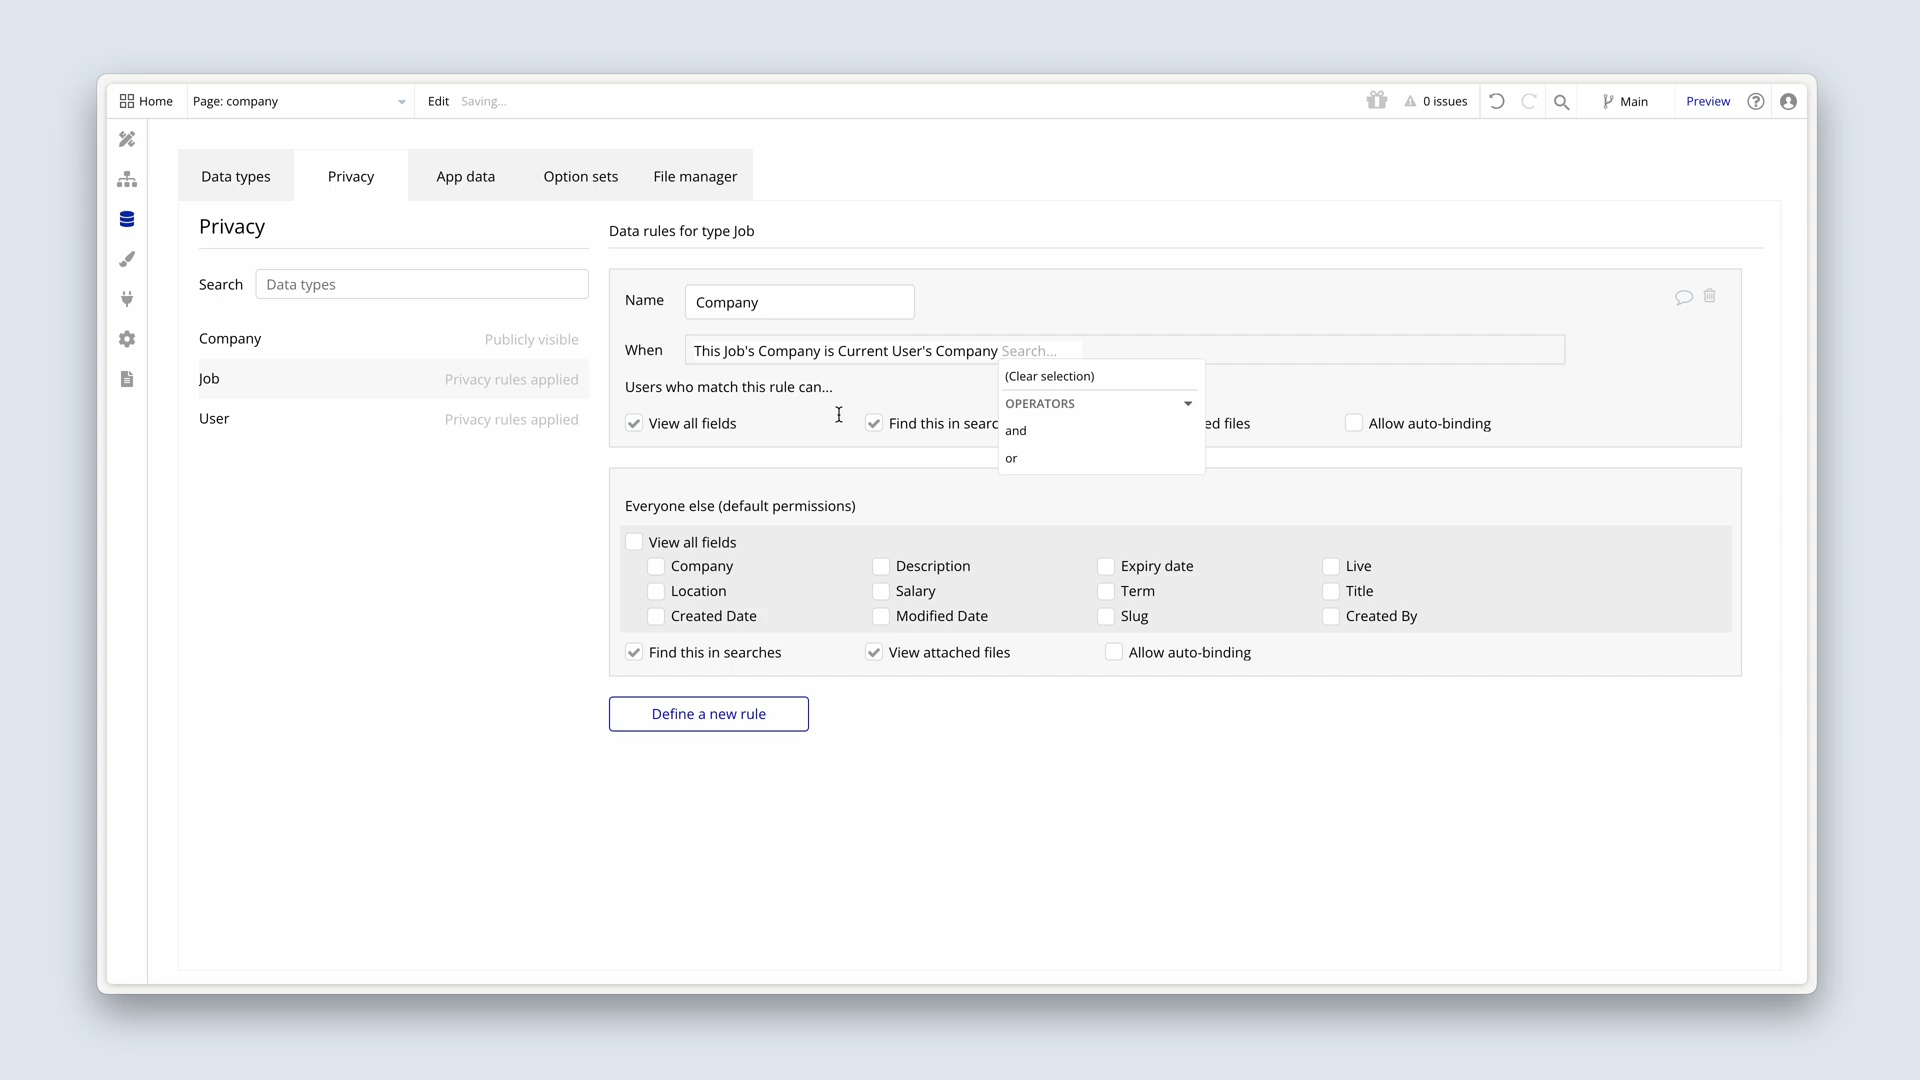 Home Page: company Edit Saving... 0 issues Main Preview
Data types Privacy App data Option sets File manager
Privacy
Data rules for type Job
Search Data types
Name Company
Company Publicly visible
When This Job's Company is Current User's Company Search...
(Clear selection)
Job Privacy rules applied
Users who match this rule can...
OPERATORS
User Privacy rules applied
View all fields Find this in searc ed files Allow auto-binding
and
or
Everyone else (default permissions)
View all fields
Company Description Expiry date Live
Location Salary Term Title
Created Date Modified Date Slug Created By
Find this in searches View attached files Allow auto-binding
Define a new rule